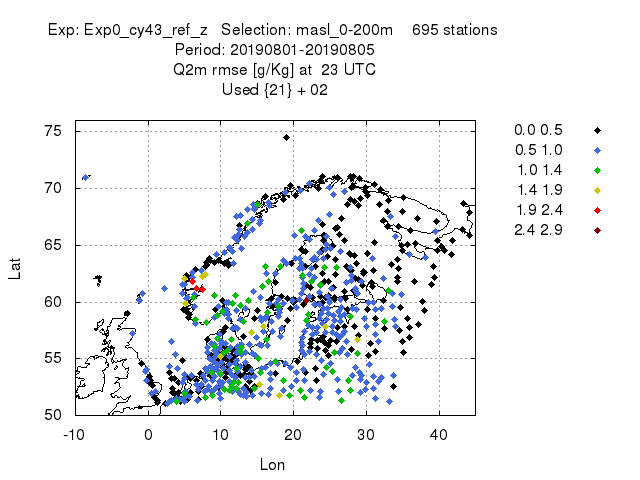 Exp: Exp0_cy43_ref_z   Selection: masl_0-200m    695 stations
Period: 20190801-20190805
Q2m rmse [g/Kg] at  23 UTC
Used {21} + 02
75
70
65
60
55
50
-10 0 10 20 30 40
Lat
Lon
0.0 0.5
0.5 1.0
1.0 1.4
1.4 1.9
1.9 2.4
2.4 2.9